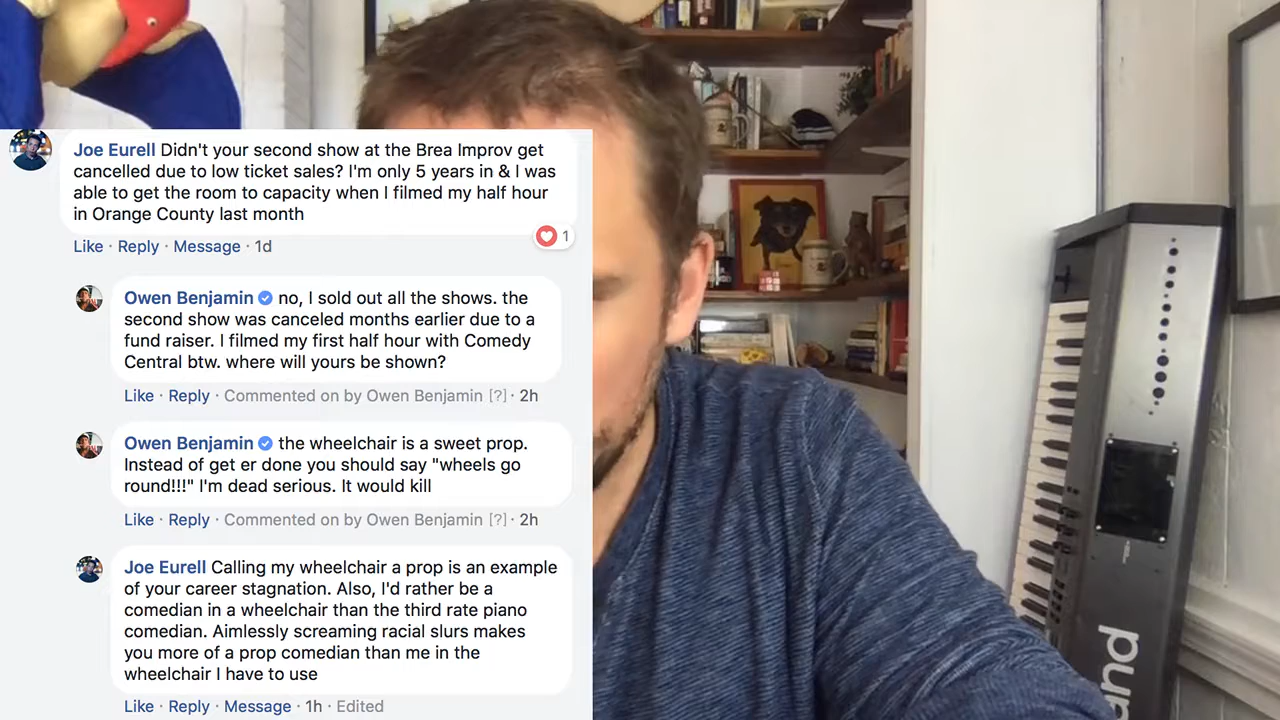 Joe Eurell Didn't your second show at the Brea Improv get
cancelled due to low ticket sales? I'm only 5 years in & I was
able to get the room to capacity when I filmed my half hour
in Orange County last month
1
Like · Reply · Message · 1d
Owen Benjamin no, I sold out all the shows. the
second show was canceled months earlier due to a
fund raiser. I filmed my first half hour with Comedy
Central btw. where will yours be shown?
Like · Reply · Commented on by Owen Benjamin [?] · 2h
Owen Benjamin the wheelchair is a sweet prop.
Instead of get er done you should say "wheels go
round!!!" I'm dead serious. It would kill
Like · Reply · Commented on by Owen Benjamin [?] · 2h
Joe Eurell Calling my wheelchair a prop is an example
of your career stagnation. Also, I'd rather be a
comedian in a wheelchair than the third rate piano
comedian. Aimlessly screaming racial slurs makes
you more of a prop comedian than me in the
wheelchair I have to use
Like · Reply · Message · 1h · Edited
and